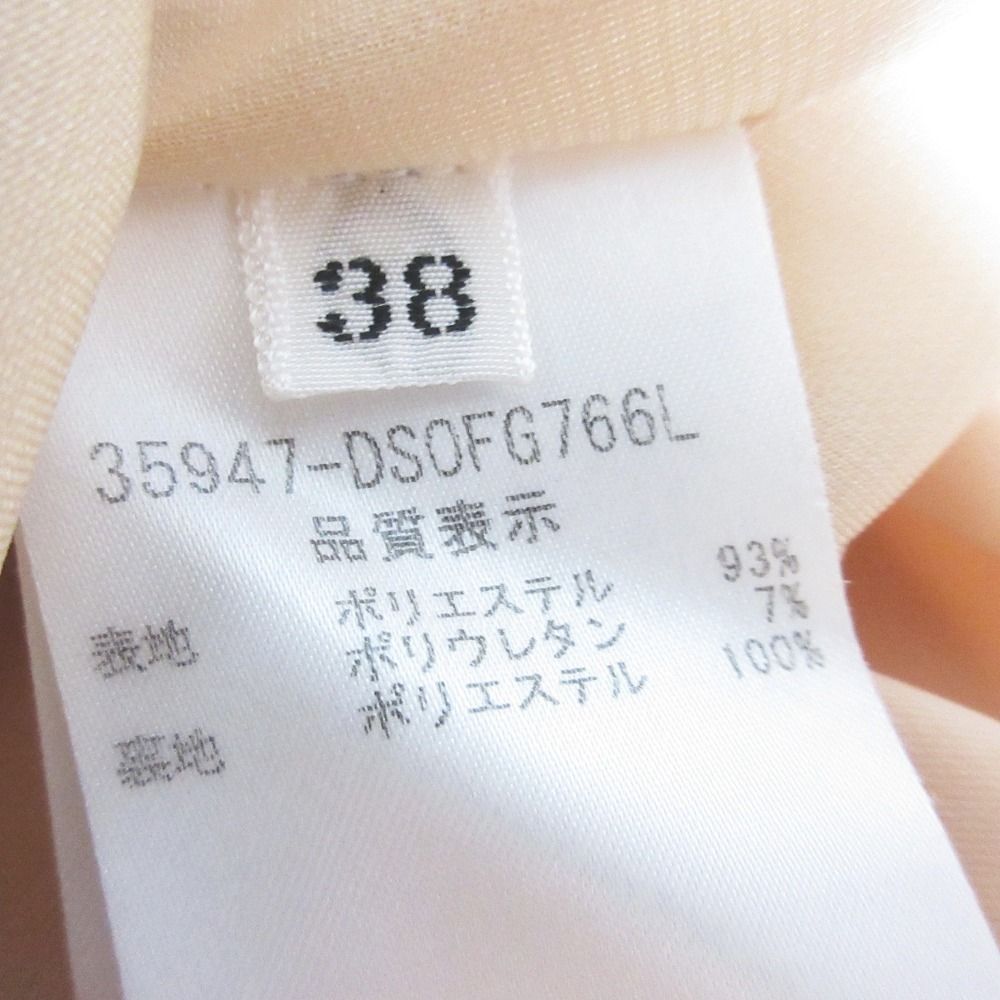 38
35947-DSOFG766L
品質表示
表地 ポリエステル 93%
ポリウレタン 7%
裏地 ポリエステル 100%